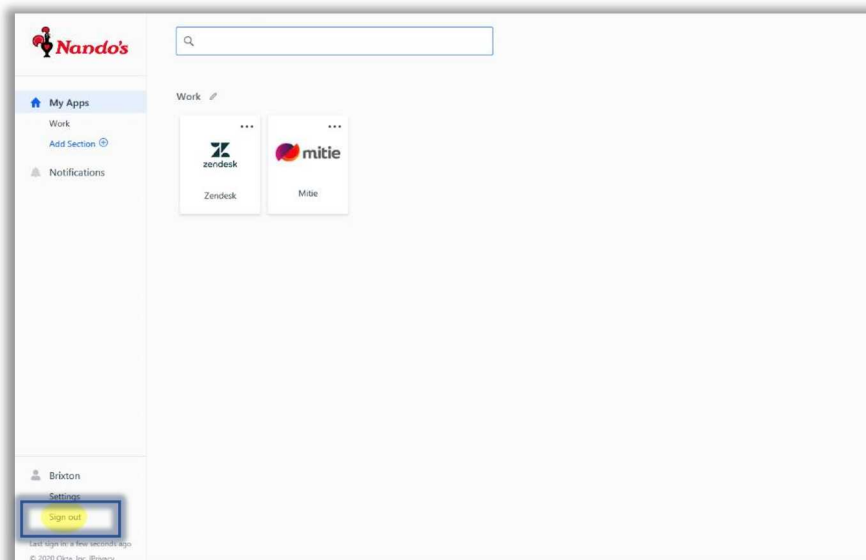 Nando's
My Apps
Work
Add Section
Notifications
Work
zendesk
Zendesk
mitie
Mitie
Brixton
Settings
Sign out
Last sign in: a few seconds ago
© 2020 Okta, Inc. Privacy